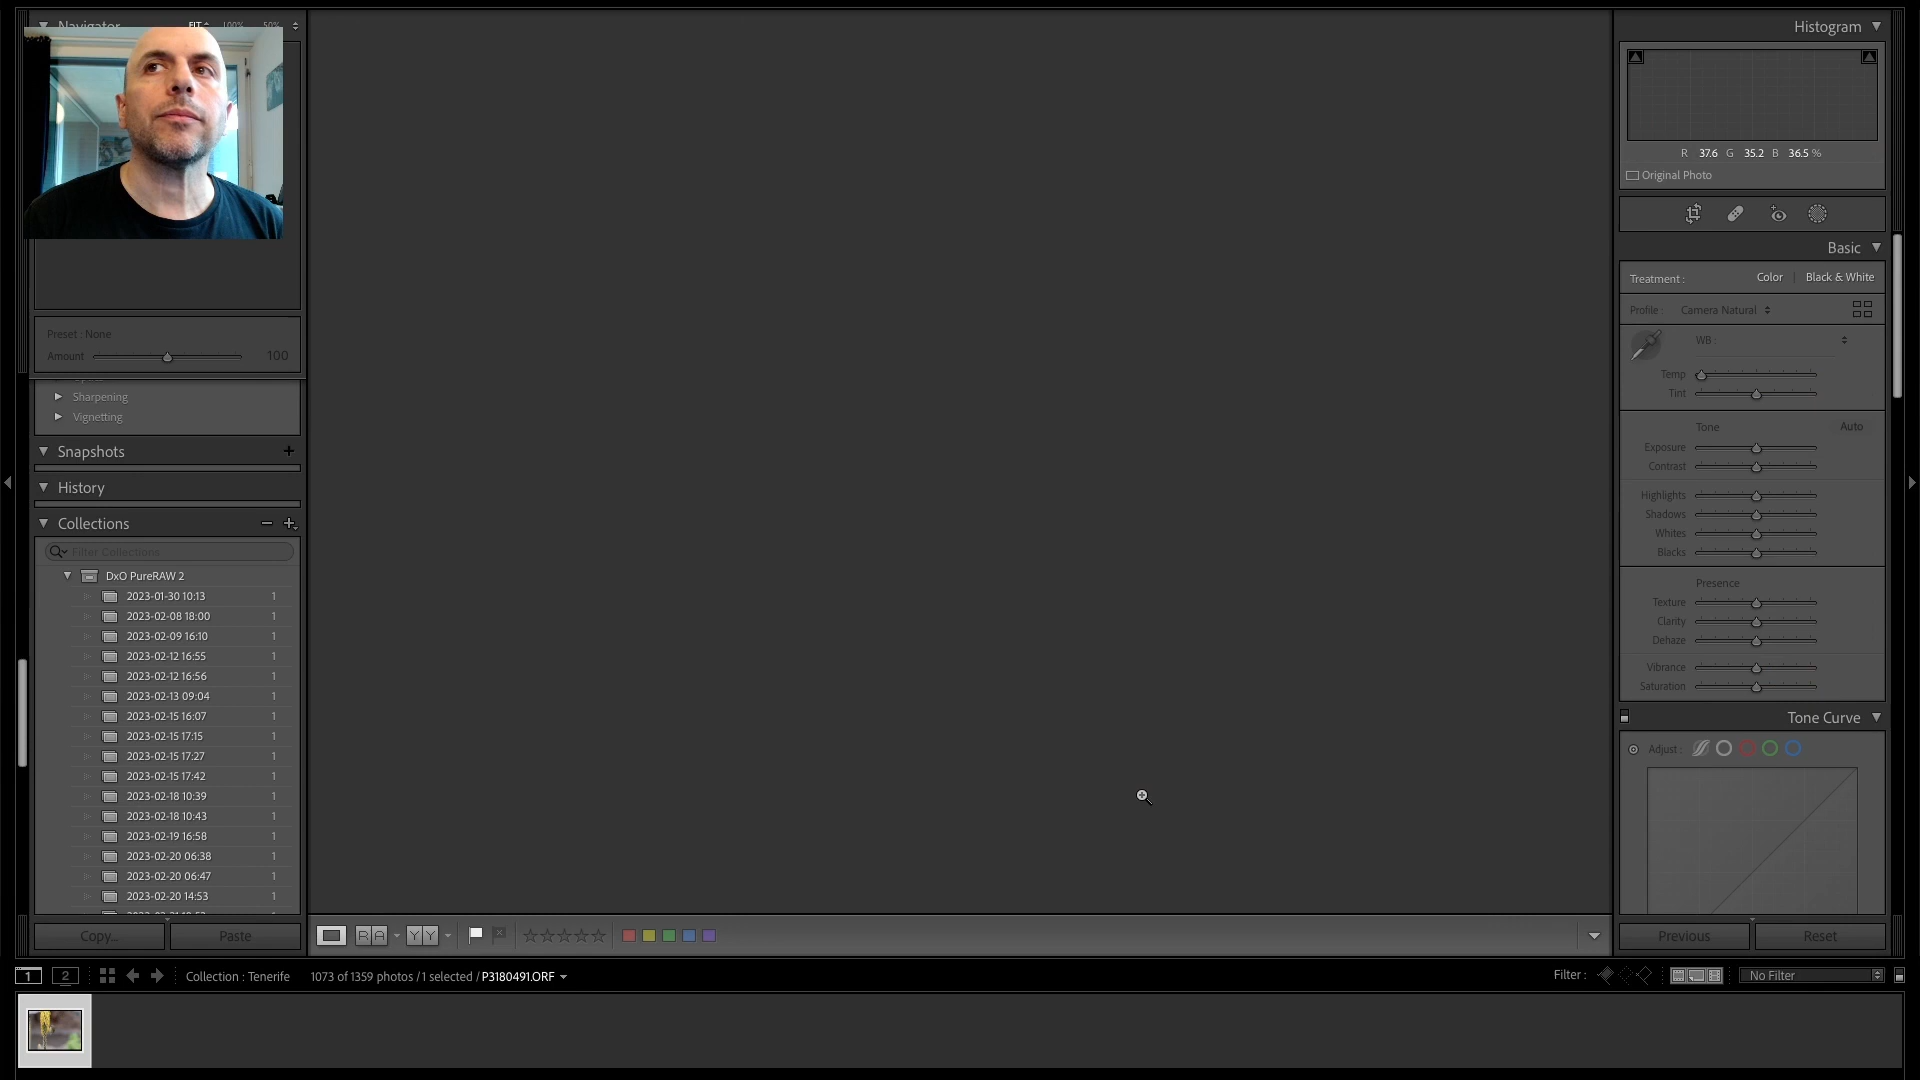 Navigator FIT 100% 50%
Preset : None
Amount 100
Sharpening
Vignetting
Snapshots
History
Collections
Filter Collections
DxO PureRAW 2
2023-01-30 10:13 1
2023-02-08 18:00 1
2023-02-09 16:10 1
2023-02-12 16:55 1
2023-02-12 16:56 1
2023-02-13 09:04 1
2023-02-15 16:07 1
2023-02-15 17:15 1
2023-02-15 17:27 1
2023-02-15 17:42 1
2023-02-18 10:39 1
2023-02-18 10:43 1
2023-02-19 16:58 1
2023-02-20 06:38 1
2023-02-20 06:47 1
2023-02-20 14:53 1
Copy... Paste
Histogram
R 37.6 G 35.2 B 36.5 %
Original Photo
Basic
Treatment : Color Black & White
Profile : Camera Natural
WB :
Temp
Tint
Tone Auto
Exposure
Contrast
Highlights
Shadows
Whites
Blacks
Presence
Texture
Clarity
Dehaze
Vibrance
Saturation
Tone Curve
Adjust :
Previous Reset
R A Y Y
1 2 Collection : Tenerife 1073 of 1359 photos / 1 selected / P3180491.ORF Filter : No Filter